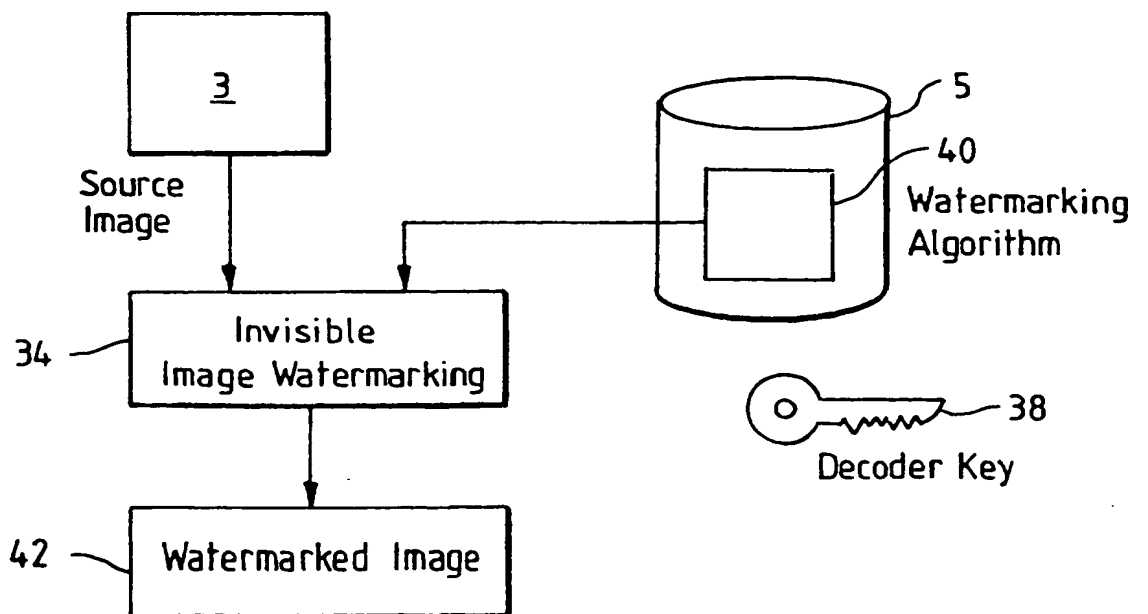 3
5
40
Source
Image
Watermarking
Algorithm
34
Invisible
Image Watermarking
38
Decoder Key
42
Watermarked Image